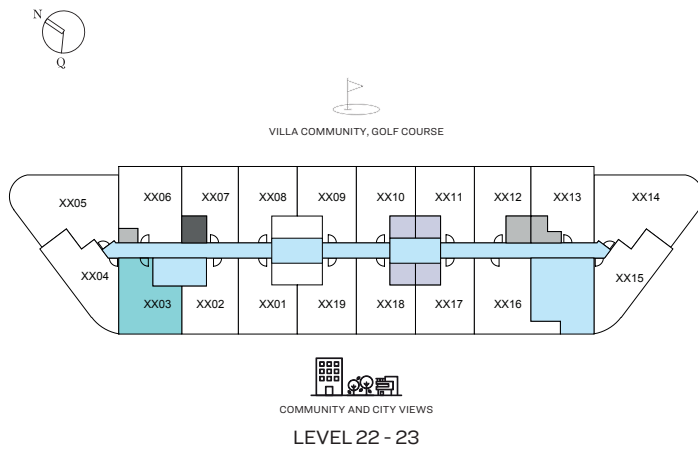 N
Q
VILLA COMMUNITY, GOLF COURSE
XX05
XX06
XX07
XX08
XX09
XX10
XX11
XX12
XX13
XX14
XX04
XX03
XX02
XX01
XX19
XX18
XX17
XX16
XX15
COMMUNITY AND CITY VIEWS
LEVEL 22 - 23